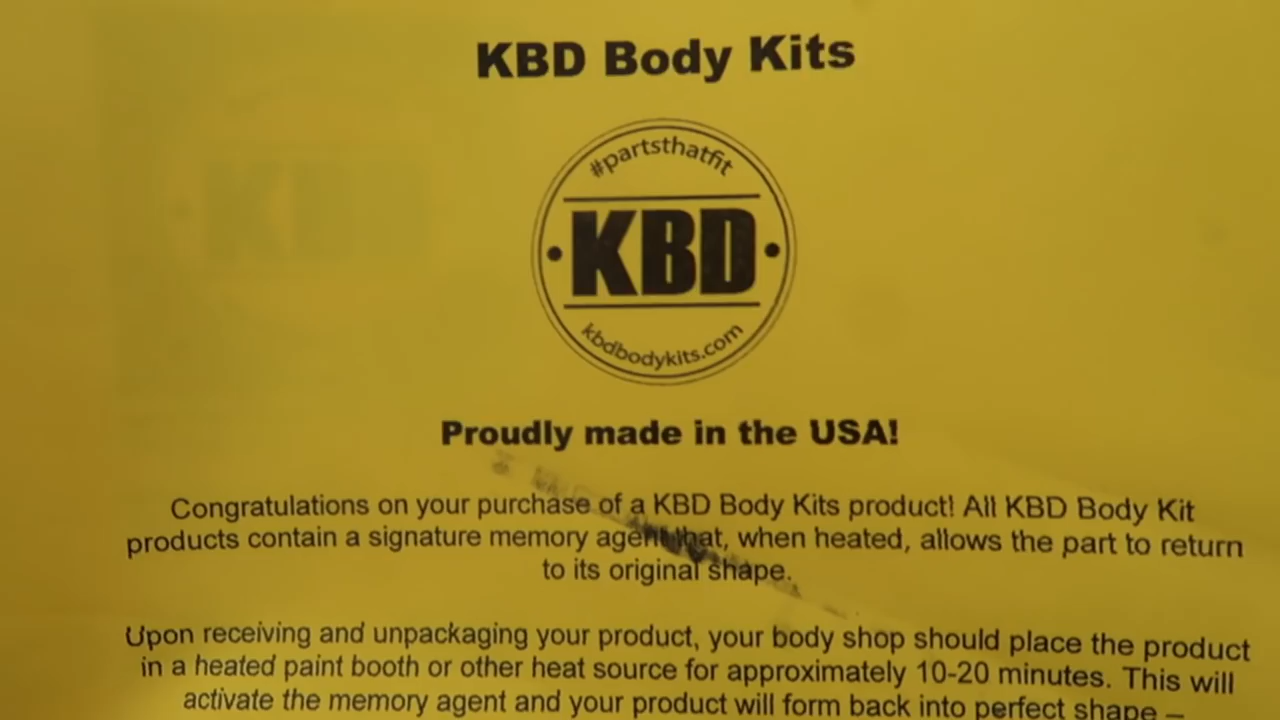 KBD Body Kits
#partsthatfit
KBD
kbdbodykits.com
Proudly made in the USA!
Congratulations on your purchase of a KBD Body Kits product! All KBD Body Kit
products contain a signature memory agent that, when heated, allows the part to return
to its original shape.
Upon receiving and unpackaging your product, your body shop should place the product
in a heated paint booth or other heat source for approximately 10-20 minutes. This will
activate the memory agent and your product will form back into perfect shape –